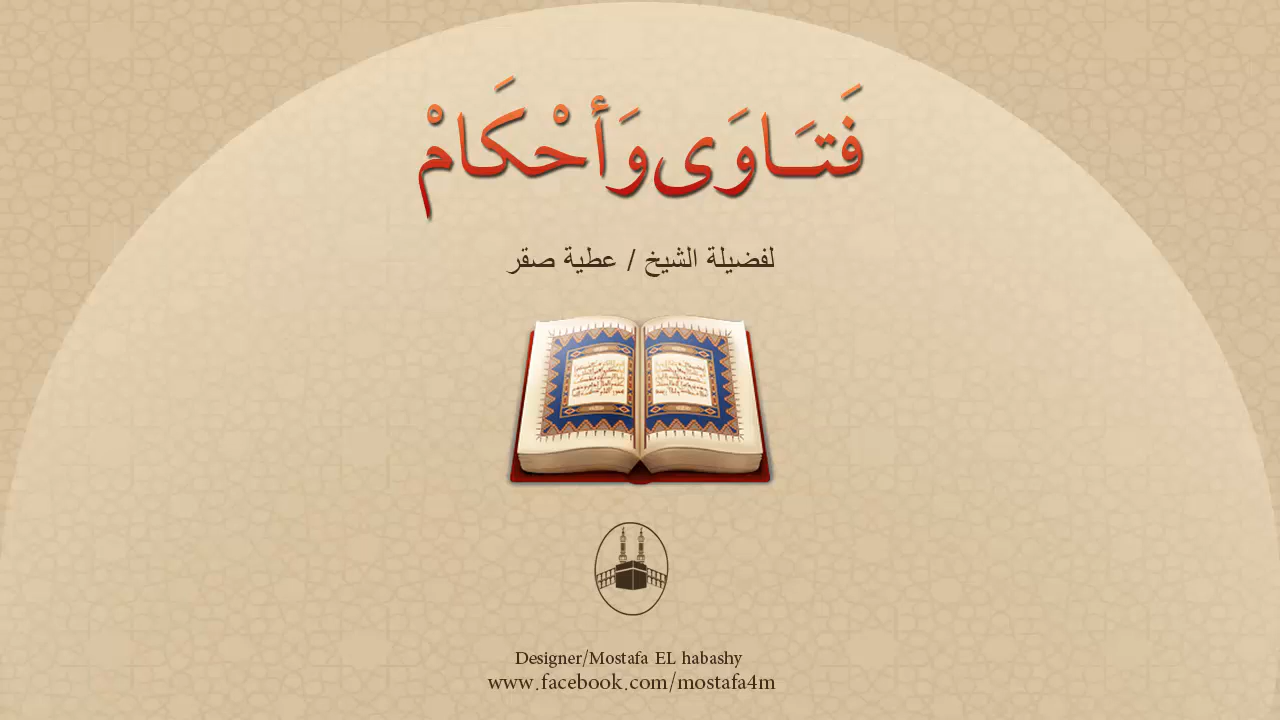 فَتَاوَى وَأَحْكَامْ
لفضيلة الشيخ / عطية صقر
Designer/Mostafa EL habashy
www.facebook.com/mostafa4m